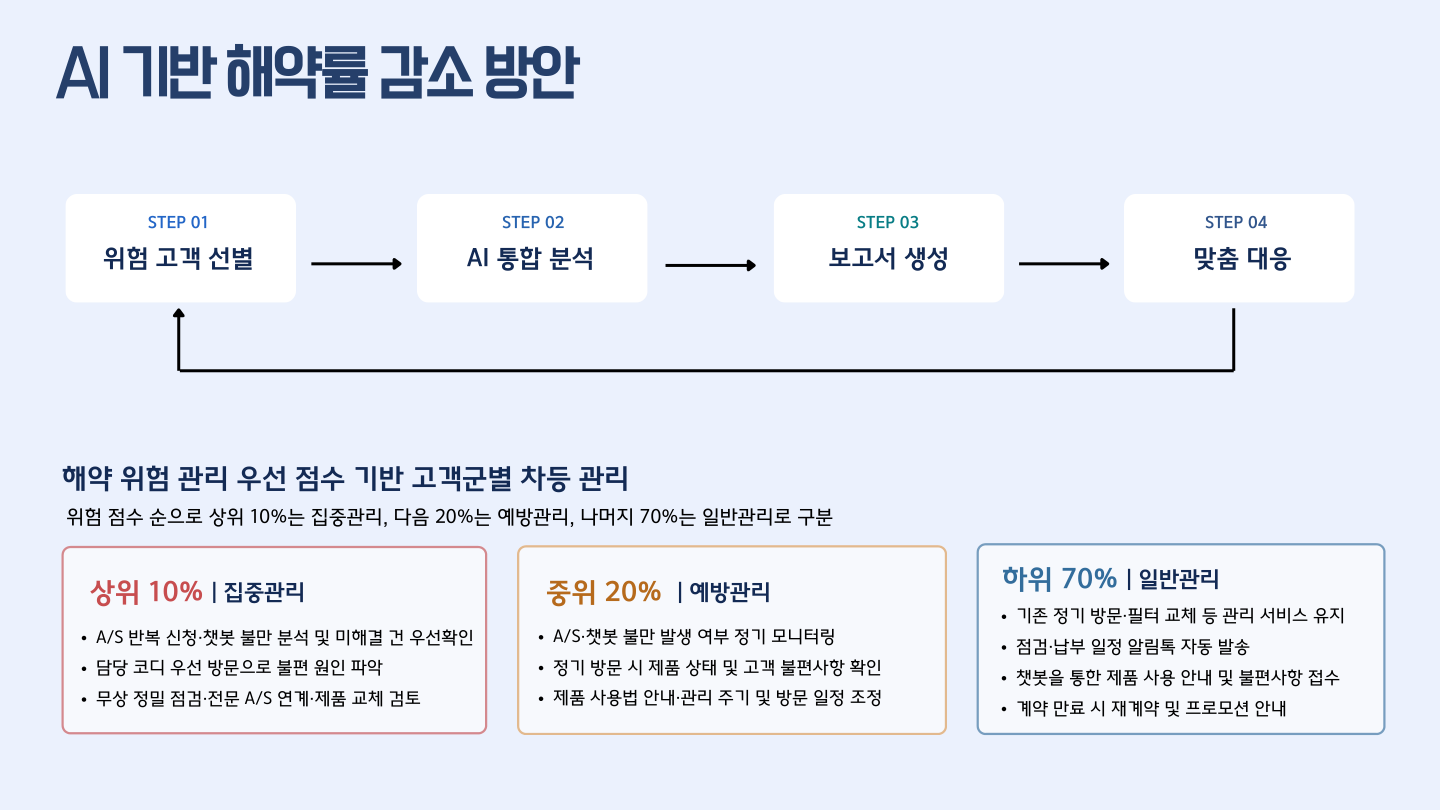 AI 기반 해약률 감소 방안
STEP 01
위험 고객 선별
STEP 02
AI 통합 분석
STEP 03
보고서 생성
STEP 04
맞춤 대응
해약 위험 관리 우선 점수 기반 고객군별 차등 관리
위험 점수 순으로 상위 10%는 집중관리, 다음 20%는 예방관리, 나머지 70%는 일반관리로 구분
상위 10% | 집중관리
• A/S 반복 신청·챗봇 불만 분석 및 미해결 건 우선확인
• 담당 코디 우선 방문으로 불편 원인 파악
• 무상 정밀 점검·전문 A/S 연계·제품 교체 검토
중위 20% | 예방관리
• A/S·챗봇 불만 발생 여부 정기 모니터링
• 정기 방문 시 제품 상태 및 고객 불편사항 확인
• 제품 사용법 안내·관리 주기 및 방문 일정 조정
하위 70% | 일반관리
• 기존 정기 방문·필터 교체 등 관리 서비스 유지
• 점검·납부 일정 알림톡 자동 발송
• 챗봇을 통한 제품 사용 안내 및 불편사항 접수
• 계약 만료 시 재계약 및 프로모션 안내